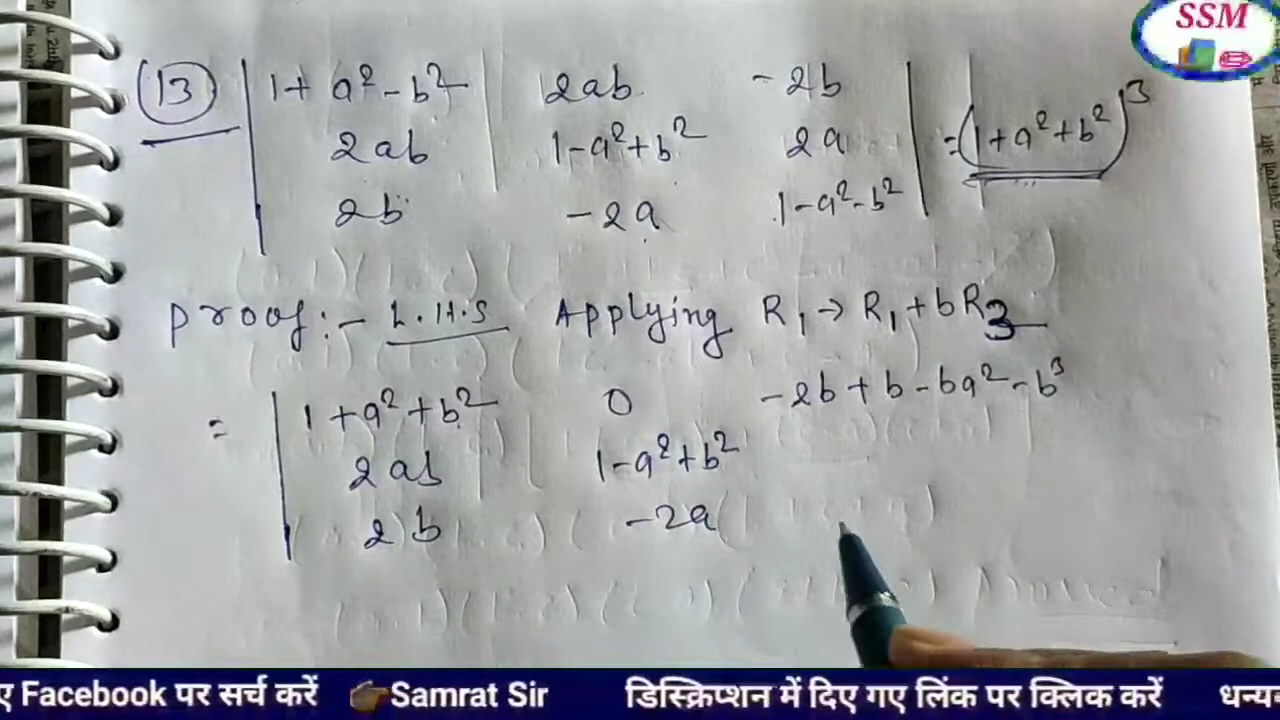 SSM
(13) | 1 + a² - b² 2ab -2b |
2ab 1-a²+b² 2a = (1+a²+b²)³
2b -2a 1-a²-b²
Proof:- L.H.S Applying R₁ → R₁ + bR₃
= | 1 + a² + b² 0 -2b + b - ba² - b³
2ab 1-a²+b²
2b -2a
ए Facebook पर सर्च करें Samrat Sir डिस्क्रिप्शन में दिए गए लिंक पर क्लिक करें